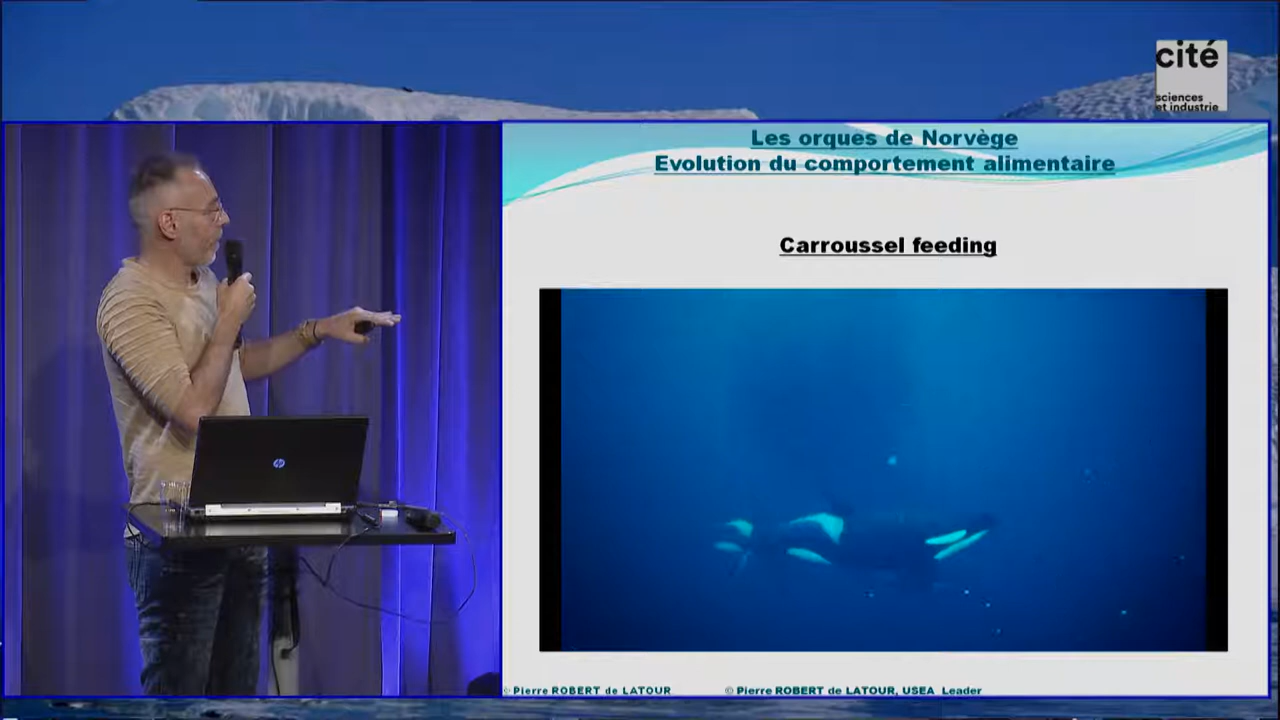 cité
sciences
et industrie
Les orques de Norvège
Evolution du comportement alimentaire
Carroussel feeding
hp
© Pierre ROBERT de LATOUR
© Pierre ROBERT de LATOUR, USEA Leader